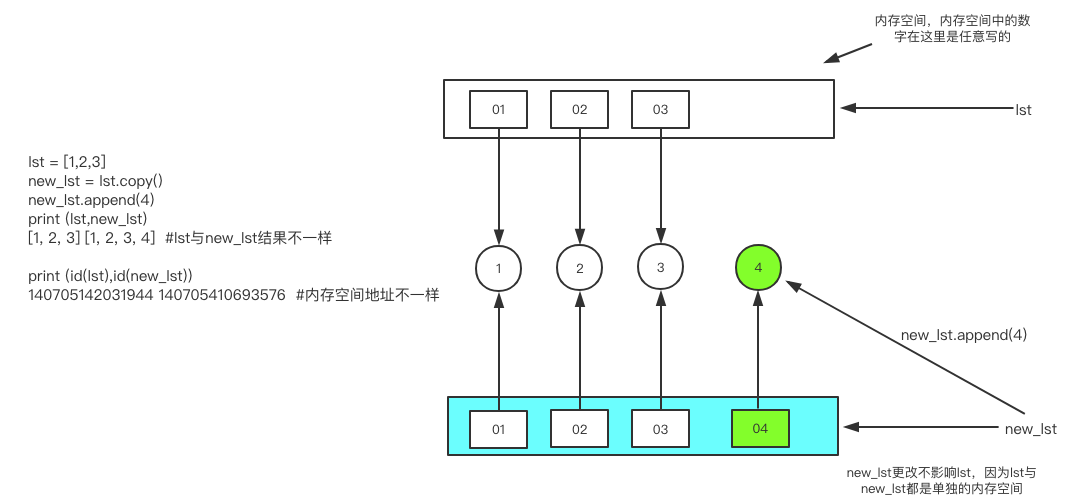 内存空间，内存空间中的数
字在这里是任意写的
01 02 03
lst
lst = [1,2,3]
new_lst = lst.copy()
new_lst.append(4)
print (lst,new_lst)
[1, 2, 3] [1, 2, 3, 4]  #lst与new_lst结果不一样
print (id(lst),id(new_lst))
140705142031944 140705410693576  #内存空间地址不一样
1 2 3 4
new_lst.append(4)
01 02 03 04
new_lst
new_lst更改不影响lst，因为lst与
new_lst都是单独的内存空间